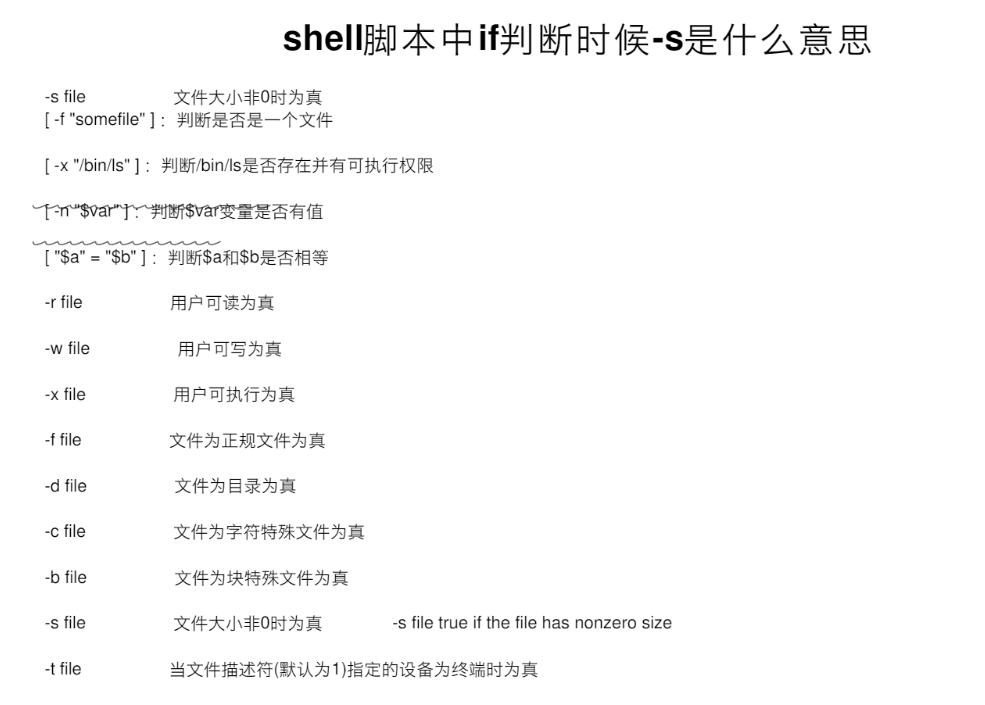 shell脚本中if判断时候-s是什么意思
-s file 文件大小非0时为真
[ -f "somefile" ] ：判断是否是一个文件
[ -x "/bin/ls" ] ：判断/bin/ls是否存在并有可执行权限
[ -n "$var" ] ：判断$var变量是否有值
[ "$a" = "$b" ] ：判断$a和$b是否相等
-r file 用户可读为真
-w file 用户可写为真
-x file 用户可执行为真
-f file 文件为正规文件为真
-d file 文件为目录为真
-c file 文件为字符特殊文件为真
-b file 文件为块特殊文件为真
-s file 文件大小非0时为真 -s file true if the file has nonzero size
-t file 当文件描述符(默认为1)指定的设备为终端时为真